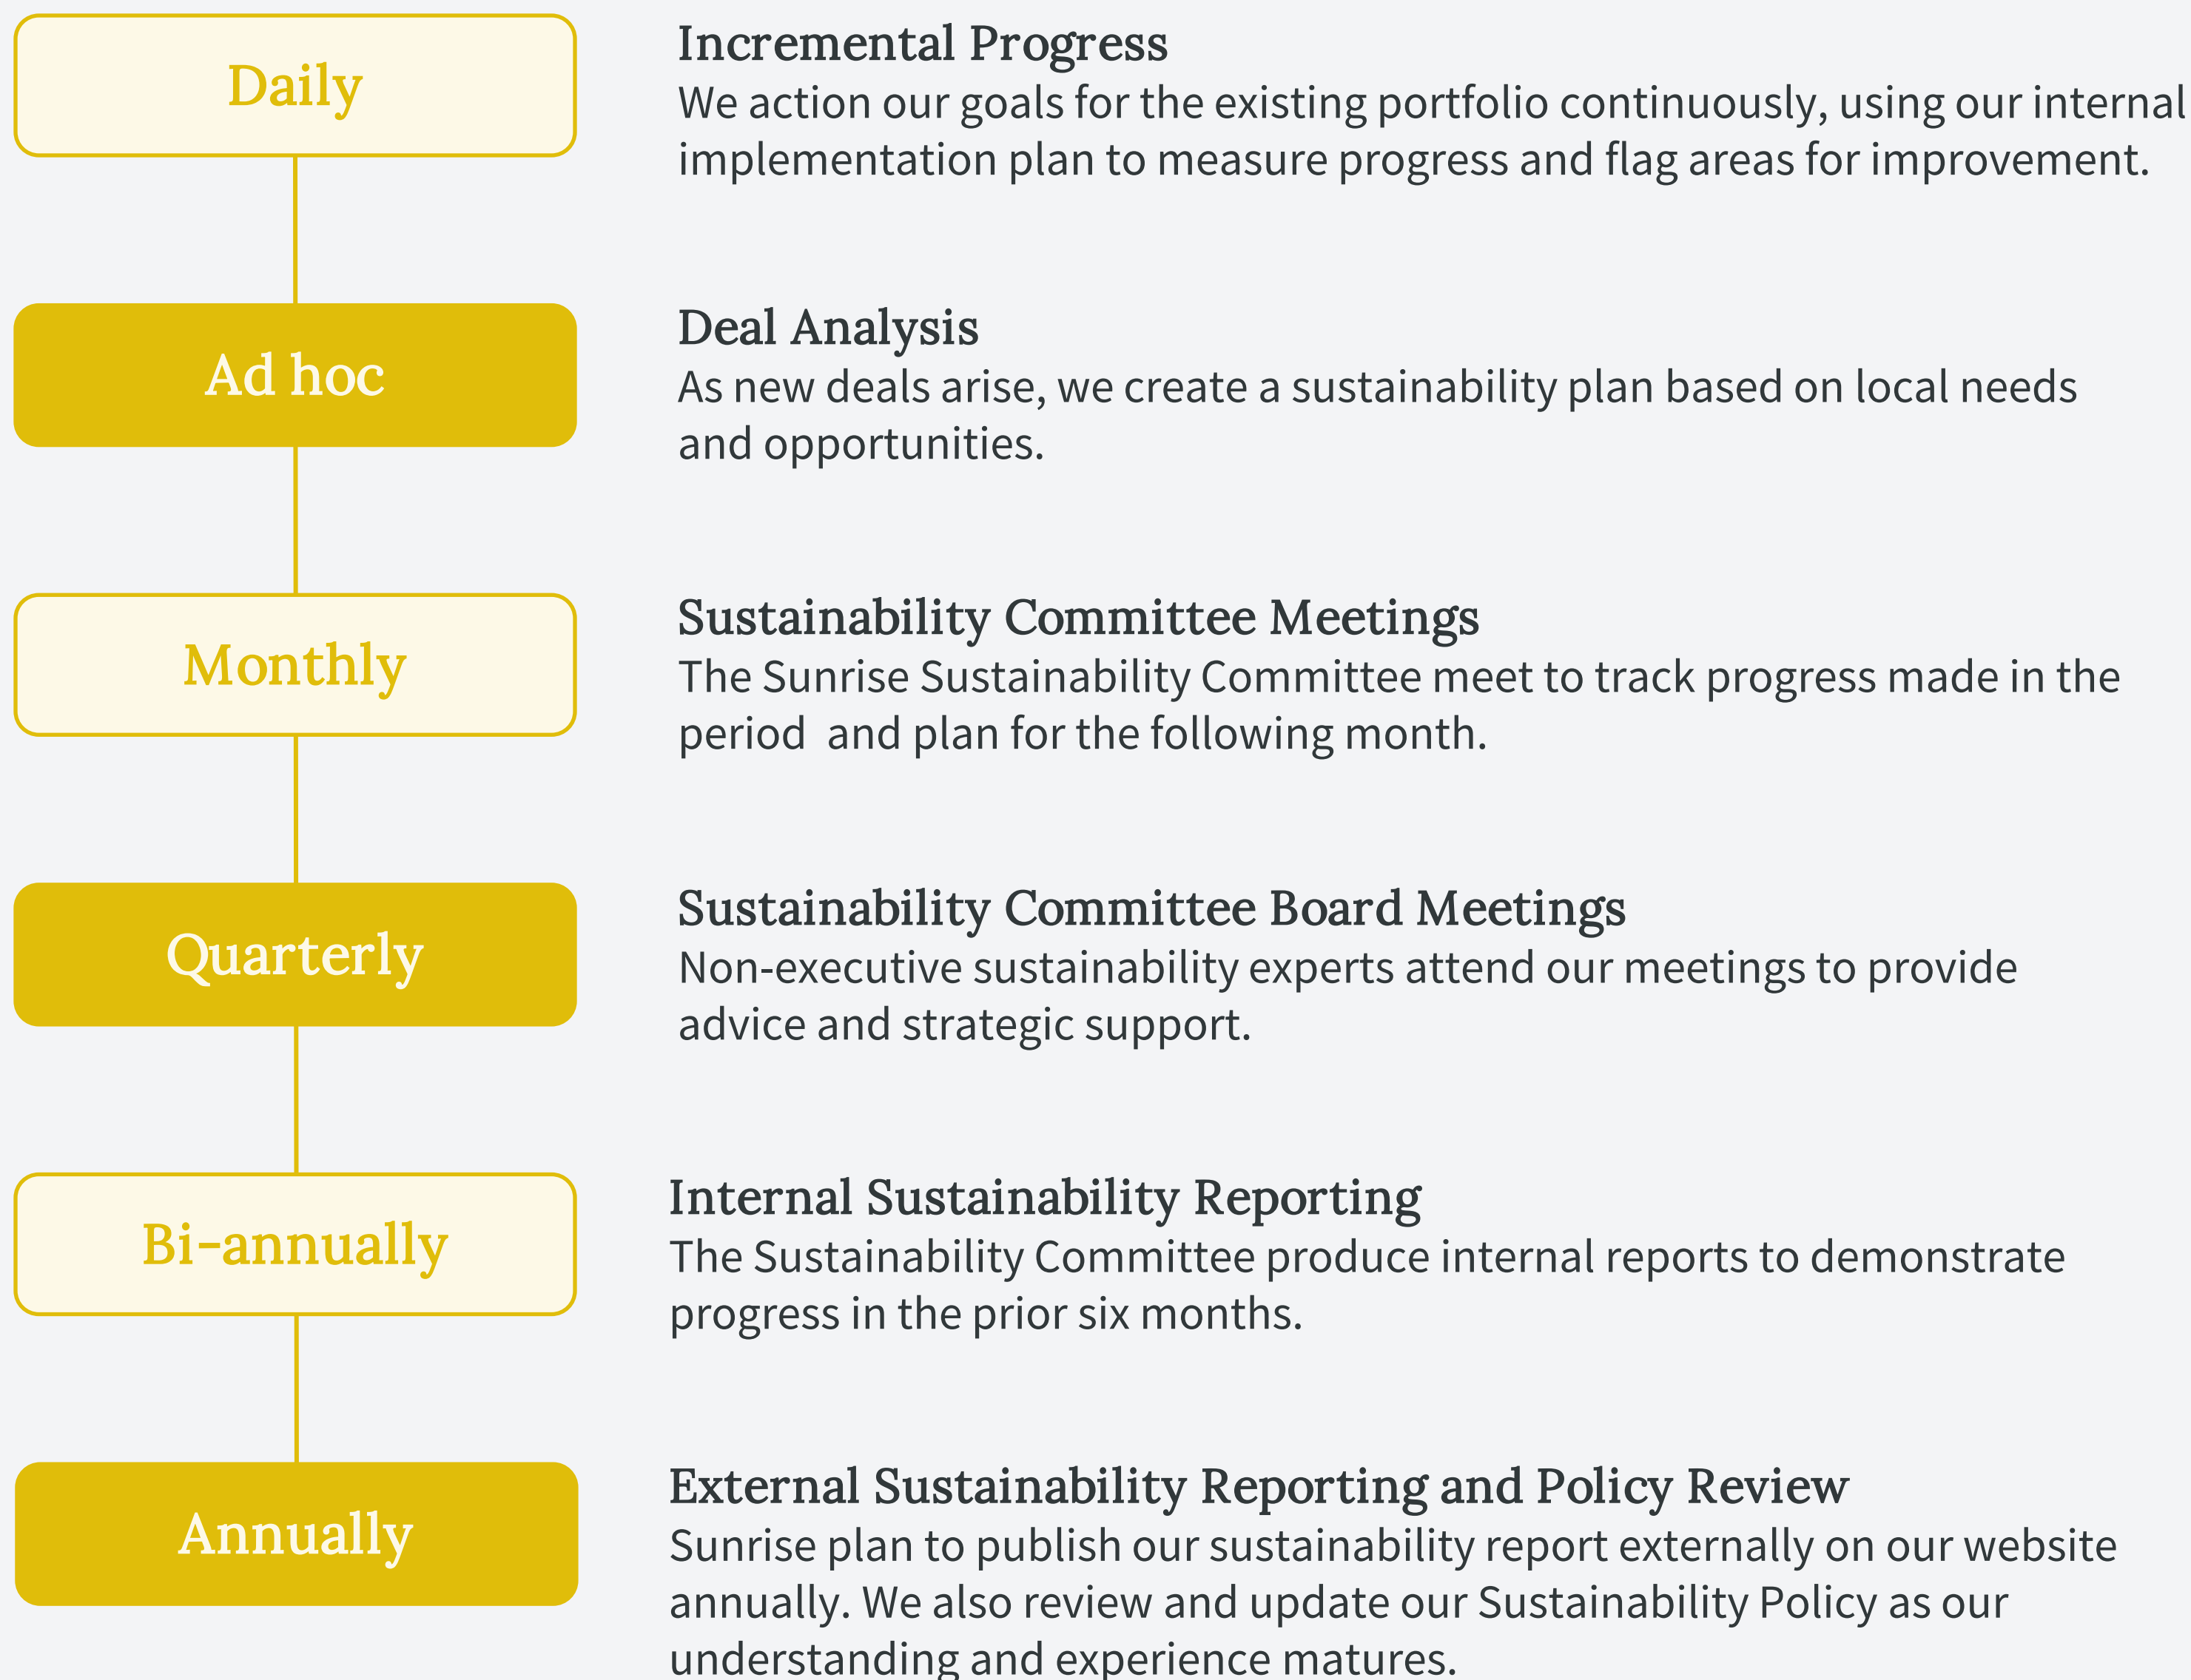 Daily
Incremental Progress
We action our goals for the existing portfolio continuously, using our internal
implementation plan to measure progress and flag areas for improvement.
Ad hoc
Deal Analysis
As new deals arise, we create a sustainability plan based on local needs
and opportunities.
Monthly
Sustainability Committee Meetings
The Sunrise Sustainability Committee meet to track progress made in the
period  and plan for the following month.
Quarterly
Sustainability Committee Board Meetings
Non-executive sustainability experts attend our meetings to provide
advice and strategic support.
Bi-annually
Internal Sustainability Reporting
The Sustainability Committee produce internal reports to demonstrate
progress in the prior six months.
Annually
External Sustainability Reporting and Policy Review
Sunrise plan to publish our sustainability report externally on our website
annually. We also review and update our Sustainability Policy as our
understanding and experience matures.